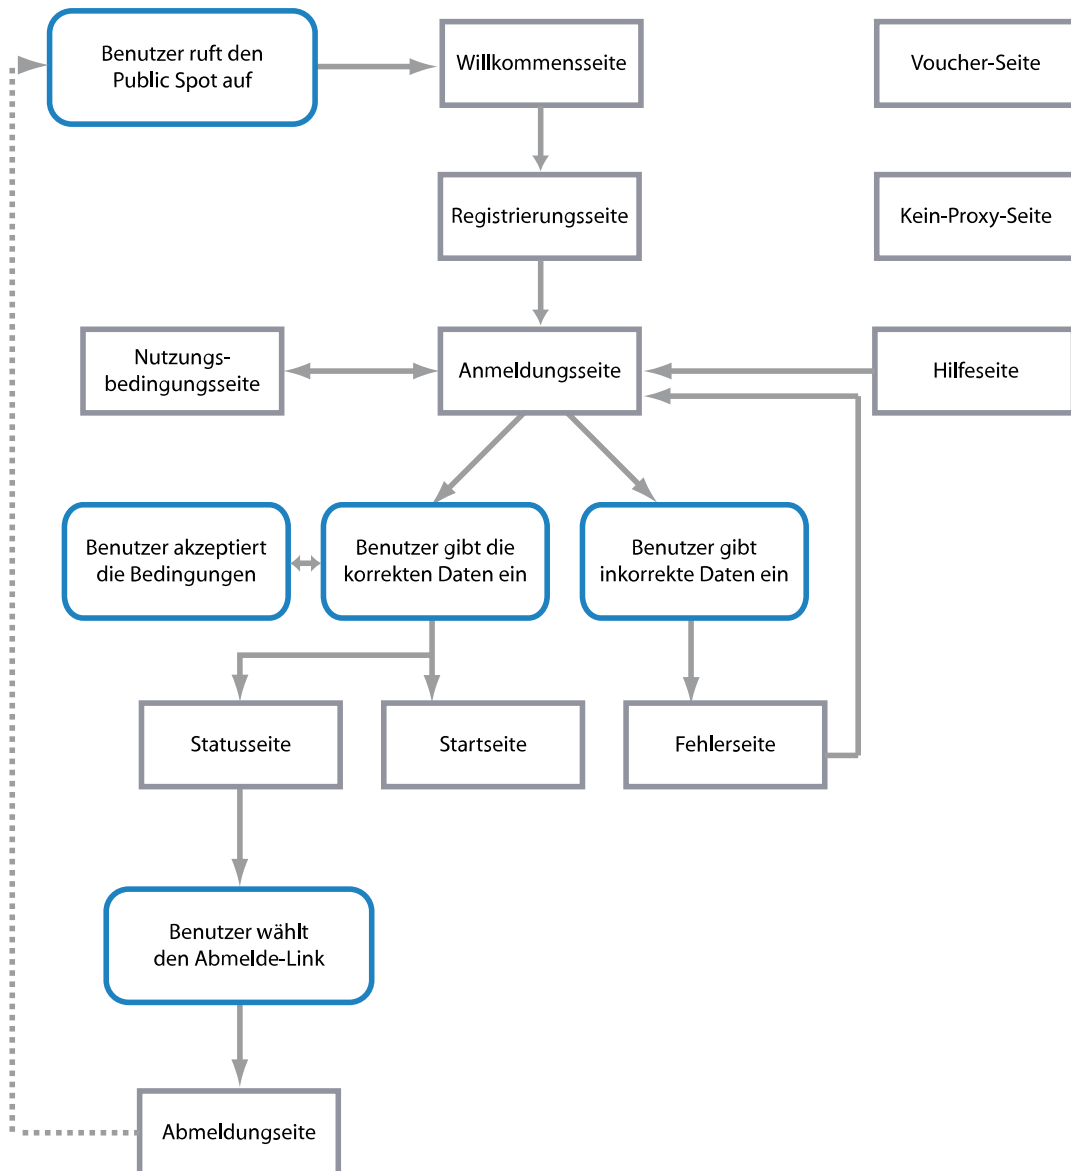 Benutzer ruft den
Public Spot auf
Willkommensseite
Voucher-Seite
Registrierungsseite
Kein-Proxy-Seite
Nutzungs-
bedingungsseite
Anmeldungsseite
Hilfeseite
Benutzer akzeptiert
die Bedingungen
Benutzer gibt die
korrekten Daten ein
Benutzer gibt
inkorrekte Daten ein
Statusseite
Startseite
Fehlerseite
Benutzer wählt
den Abmelde-Link
Abmeldungseite